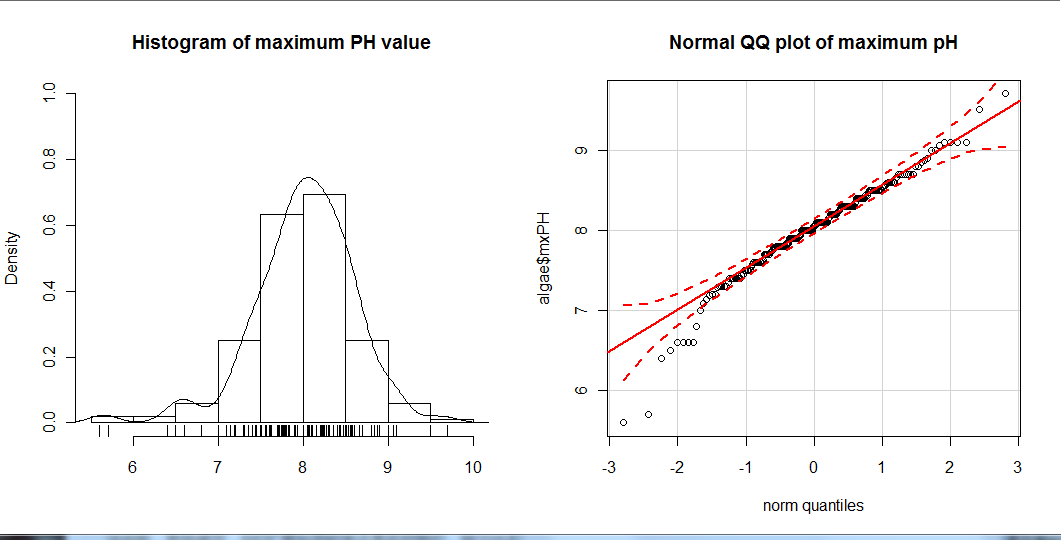 Histogram of maximum PH value
Density
0.0 0.2 0.4 0.6 0.8 1.0
6 7 8 9 10
Normal QQ plot of maximum pH
algae$mxPH
6 7 8 9
-3 -2 -1 0 1 2 3
norm quantiles